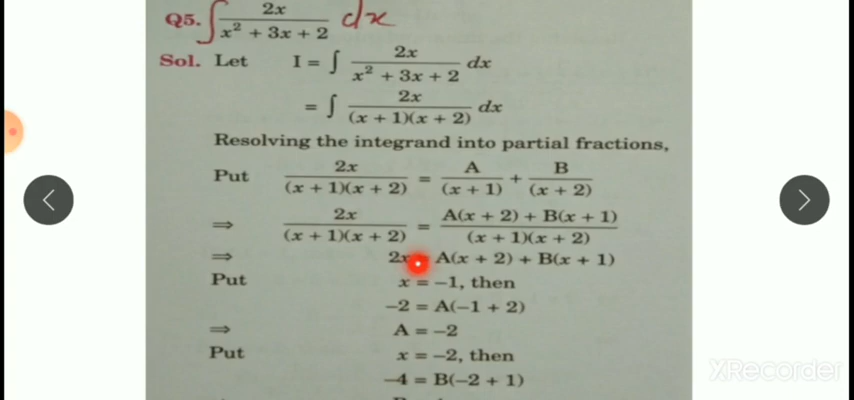 Q5. ∫ 2x / (x² + 3x + 2) dx
Sol. Let I = ∫ 2x / (x² + 3x + 2) dx
= ∫ 2x / ((x + 1)(x + 2)) dx
Resolving the integrand into partial fractions,
Put 2x / ((x + 1)(x + 2)) = A / (x + 1) + B / (x + 2)
⇒ 2x / ((x + 1)(x + 2)) = (A(x + 2) + B(x + 1)) / ((x + 1)(x + 2))
⇒ 2x = A(x + 2) + B(x + 1)
Put x = −1, then
−2 = A(−1 + 2)
⇒ A = −2
Put x = −2, then
−4 = B(−2 + 1)
XRecorder